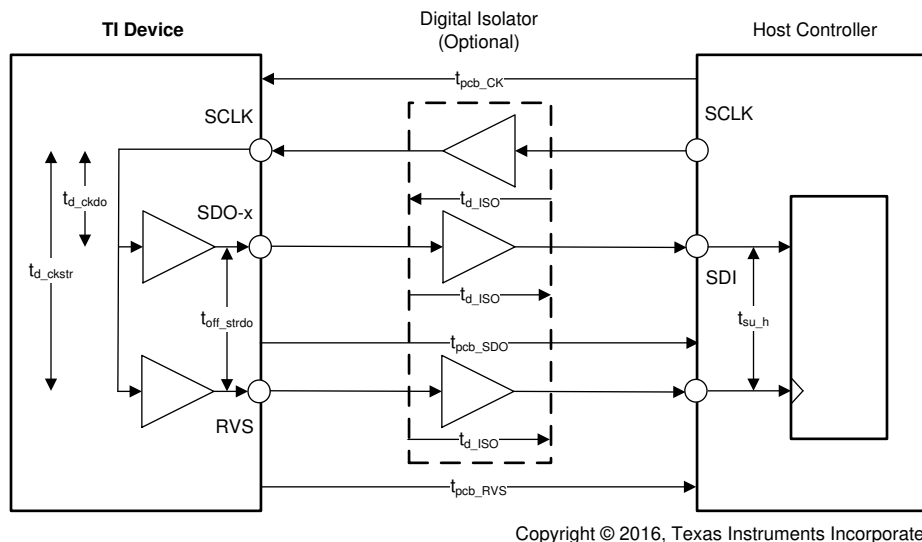 TI Device
Digital Isolator
(Optional)
Host Controller
t_pcb_CK
SCLK
SCLK
t_d_ckdo
t_d_ISO
SDO-x
t_d_ckstr
SDI
t_d_ISO
t_off_strdo
t_su_h
t_pcb_SDO
RVS
t_d_ISO
t_pcb_RVS
Copyright © 2016, Texas Instruments Incorporate